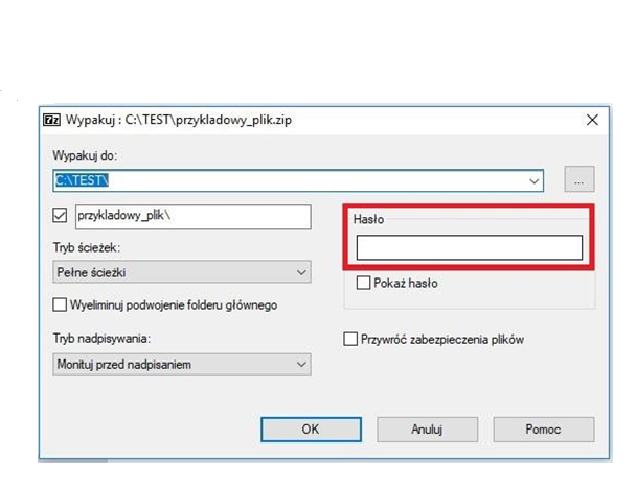 7z Wypakuj : C:\TEST\przykladowy_plik.zip
Wypakuj do:
C:\TEST\
...
przykladowy_plik\
Hasło
Tryb ścieżek:
Pełne ścieżki
Pokaż hasło
Wyeliminuj podwojenie folderu głównego
Tryb nadpisywania:
Przywróć zabezpieczenia plików
Monituj przed nadpisaniem
OK
Anuluj
Pomoc